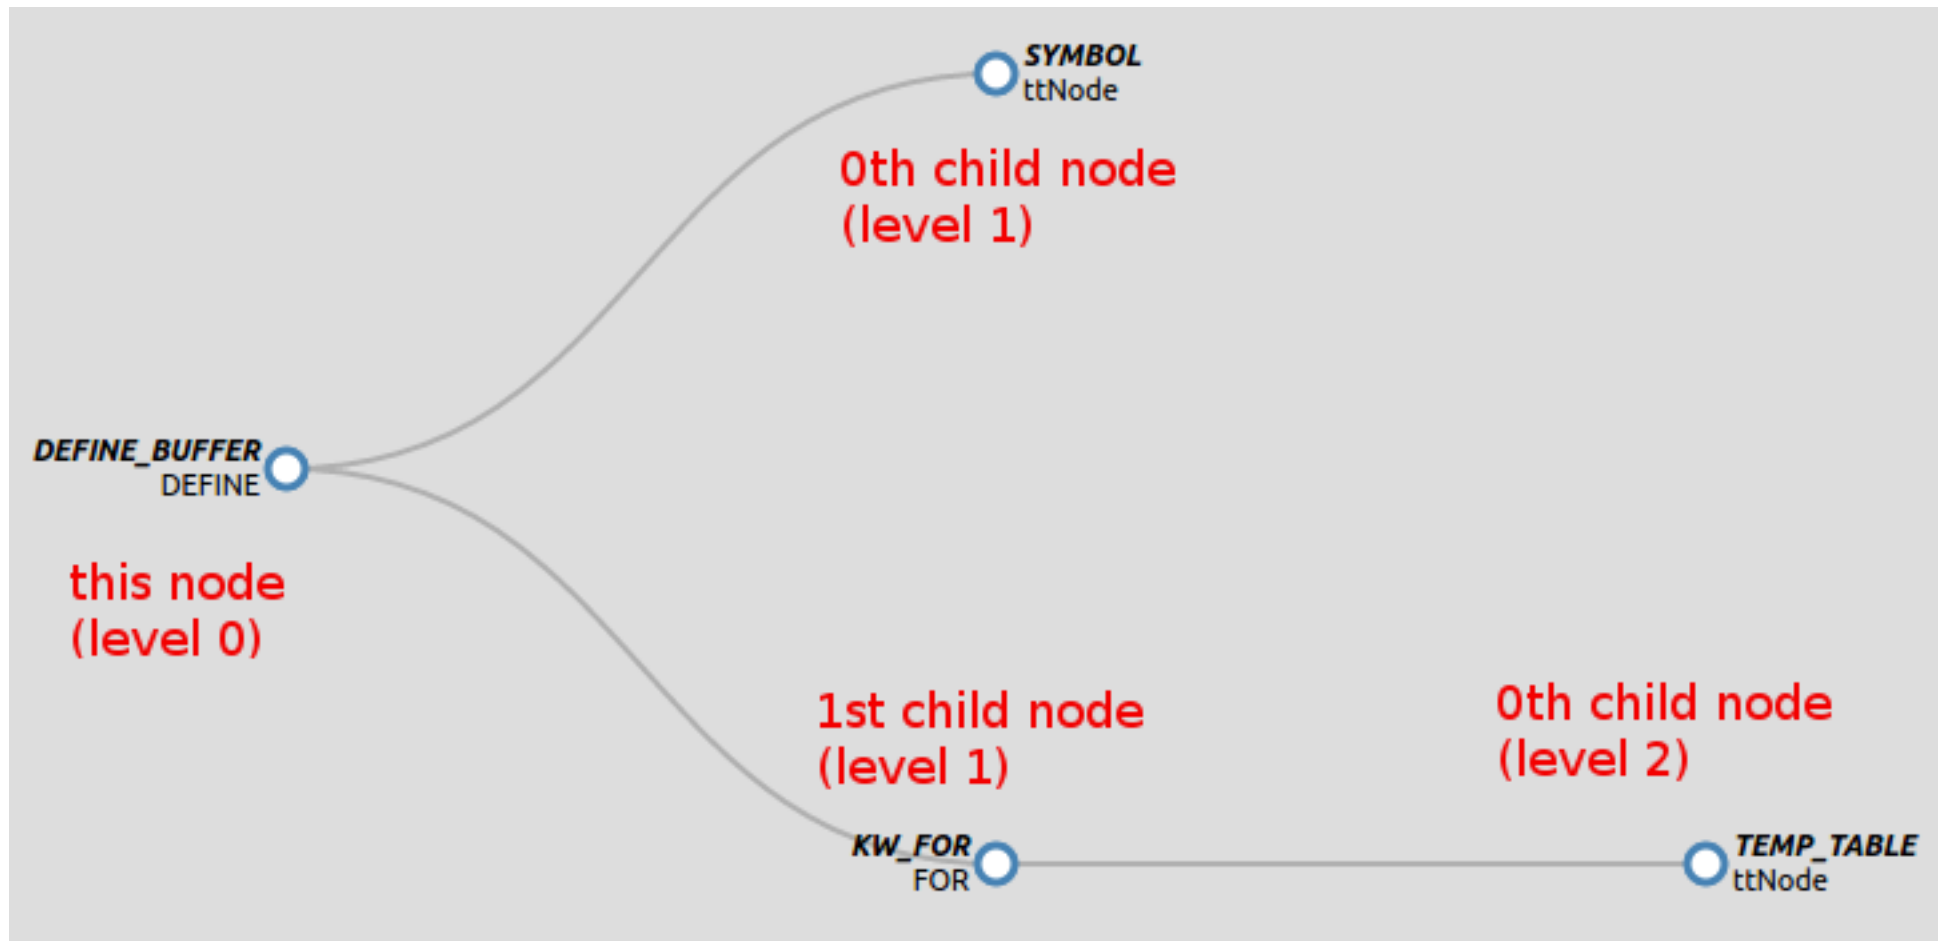 SYMBOL
ttNode
0th child node
(level 1)
DEFINE_BUFFER
DEFINE
this node
(level 0)
1st child node
(level 1)
KW_FOR
FOR
0th child node
(level 2)
TEMP_TABLE
ttNode